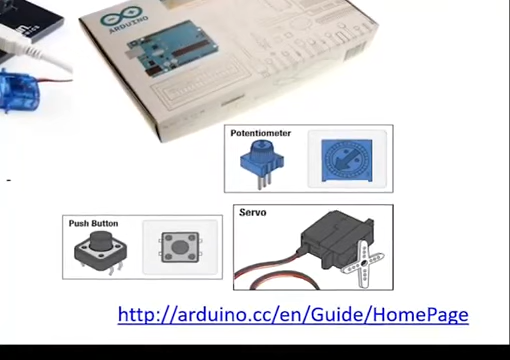 ARDUINO
Potentiometer
Push Button
Servo
http://arduino.cc/en/Guide/HomePage